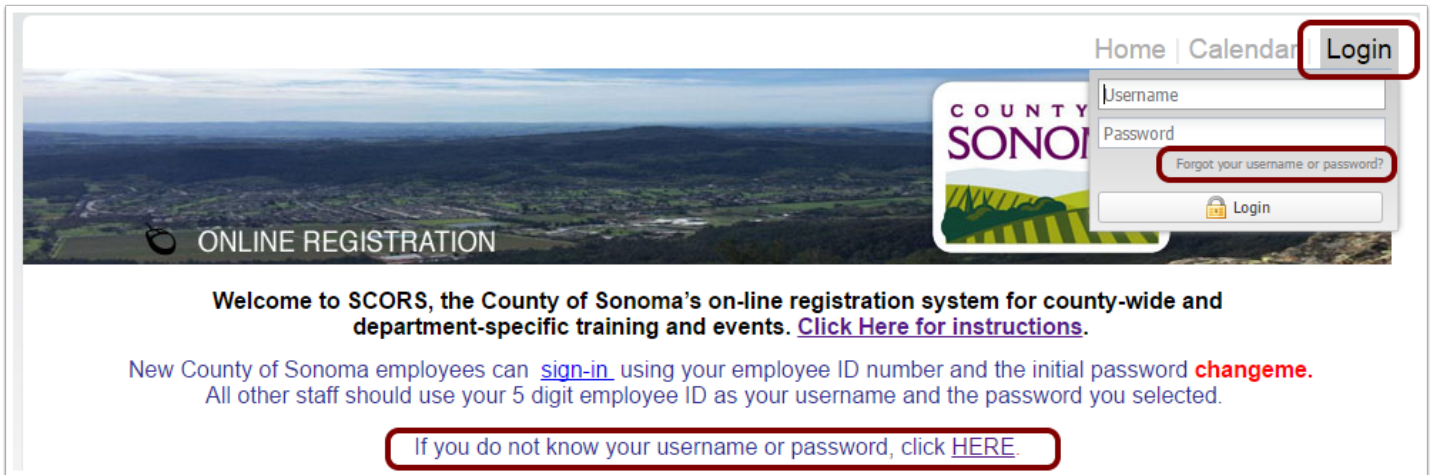 Home | Calendar | Login
Username
COUNTY
Password
SONO
Forgot your username or password?
Login
ONLINE REGISTRATION
Welcome to SCORS, the County of Sonoma's on-line registration system for county-wide and
department-specific training and events. Click Here for instructions.
New County of Sonoma employees can sign-in using your employee ID number and the initial password changeme.
All other staff should use your 5 digit employee ID as your username and the password you selected.
If you do not know your username or password, click HERE.